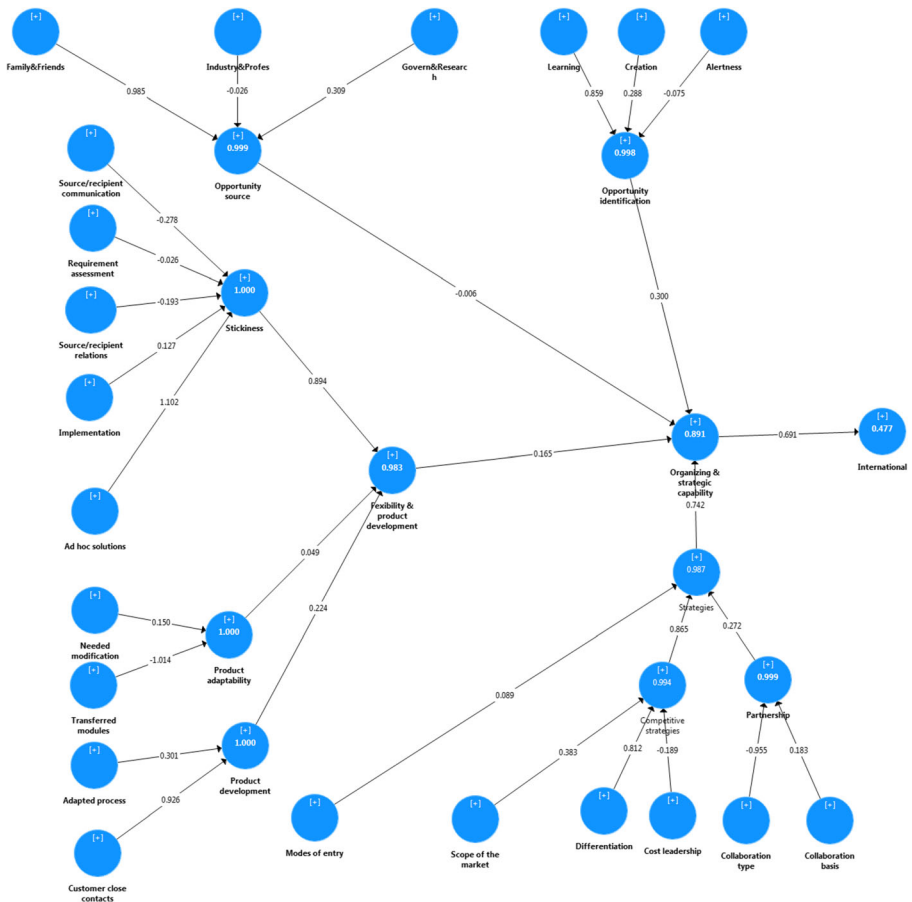 [+] [+] [+] [+] [+] [+]
Family&Friends Industry&Profes Govern&Researc
h
Learning Creation Alertness
0.985 -0.026 0.309 0.859 0.288 -0.075
[+]
0.999
Opportunity
source
[+]
0.998
Opportunity
identification
[+]
Source/recipient
communication
-0.278
[+]
Requirement
assessment
-0.026
[+]
1.000
Stickiness
[+]
Source/recipient
relations
-0.193
-0.006
0.300
0.127
[+]
Implementation
1.102
0.894
[+]
0.891
Organizing &
strategic
capability
0.691
[+]
0.477
International
[+]
0.983
Fexibility &
product
development
0.165
[+]
Ad hoc solutions
0.742
0.049
[+]
0.987
Strategies
0.224
[+]
Needed
modification
0.150
[+]
1.000
Product
adaptability
-1.014
[+]
Transferred
modules
0.865
0.272
[+]
0.994
Competitive
strategies
[+]
0.999
Partnership
0.089
[+]
1.000
Product
development
[+]
Adapted process
0.301
0.926
0.383
0.812
-0.189
-0.955
0.183
[+]
Customer close
contacts
[+]
Modes of entry
[+]
Scope of the
market
[+]
Differentiation
[+]
Cost leadership
[+]
Collaboration
type
[+]
Collaboration
basis